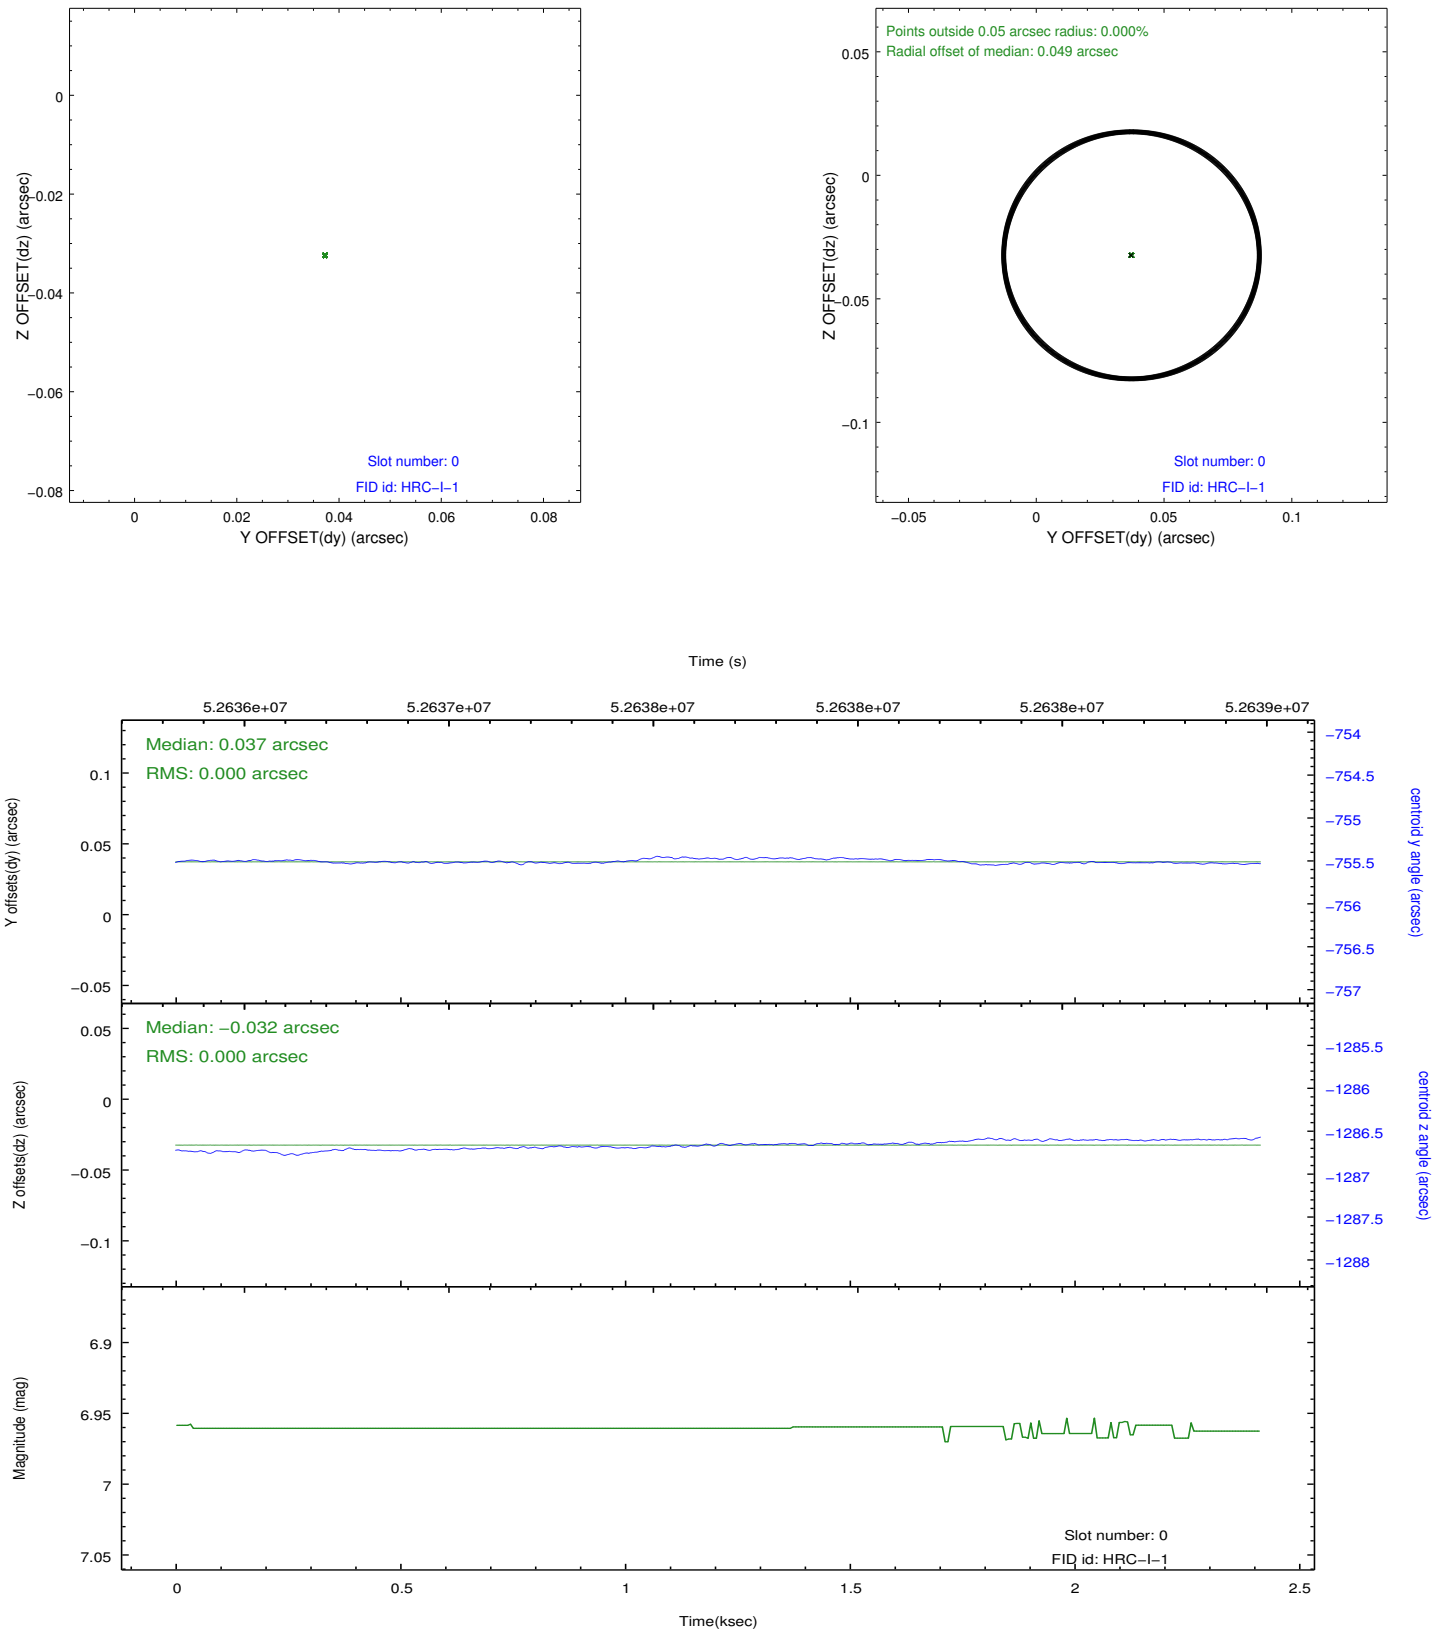 0
−0.02
−0.04
−0.06
−0.08
Z OFFSET(dz) (arcsec)
Slot number: 0
FID id: HRC−I−1
0 0.02 0.04 0.06 0.08
Y OFFSET(dy) (arcsec)
Points outside 0.05 arcsec radius: 0.000%
Radial offset of median: 0.049 arcsec
0.05
0
−0.05
−0.1
Z OFFSET(dz) (arcsec)
Slot number: 0
FID id: HRC−I−1
−0.05 0 0.05 0.1
Y OFFSET(dy) (arcsec)
Time (s)
5.2636e+07 5.2637e+07 5.2638e+07 5.2638e+07 5.2638e+07 5.2639e+07
Median: 0.037 arcsec
RMS: 0.000 arcsec
0.1
0.05
0
−0.05
Y offsets(dy) (arcsec)
−754
−754.5
−755
−755.5
−756
−756.5
−757
centroid y angle (arcsec)
Median: −0.032 arcsec
RMS: 0.000 arcsec
0.05
0
−0.05
−0.1
Z offsets(dz) (arcsec)
−1285.5
−1286
−1286.5
−1287
−1287.5
−1288
centroid z angle (arcsec)
6.9
6.95
7
7.05
Magnitude (mag)
Slot number: 0
FID id: HRC−I−1
0 0.5 1 1.5 2 2.5
Time(ksec)